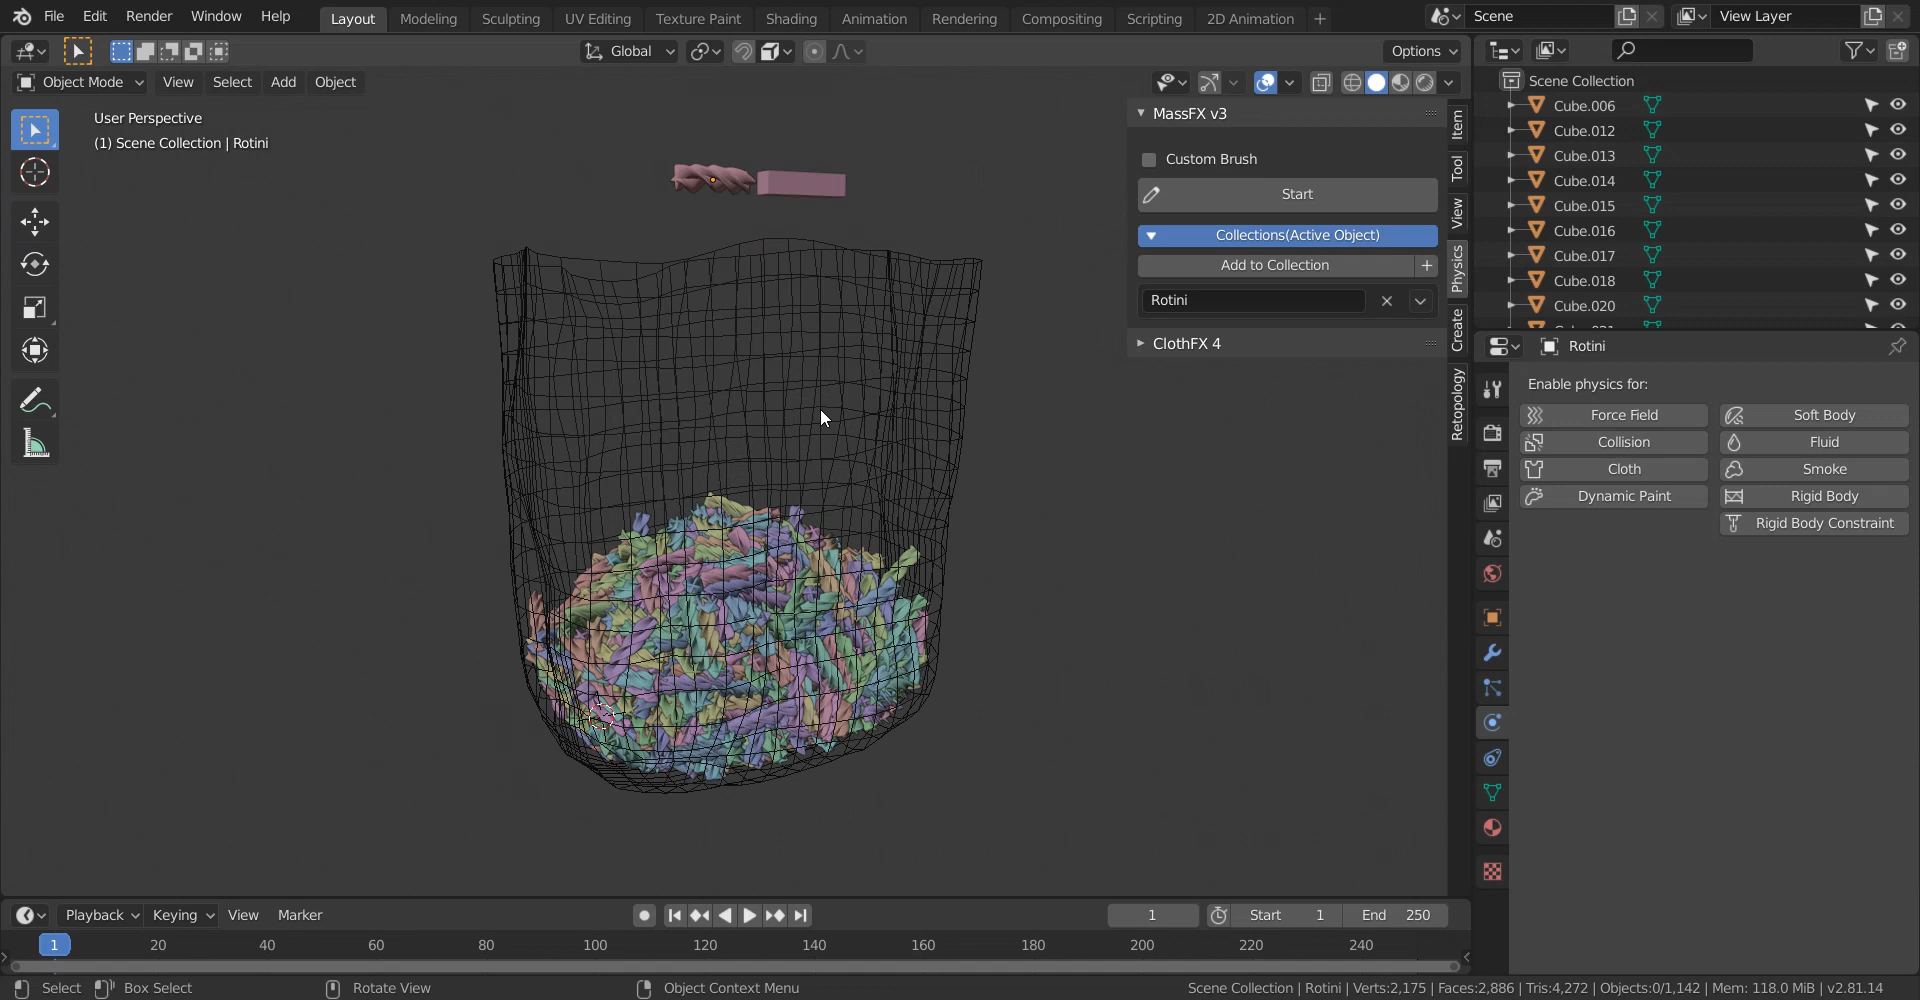 File Edit Render Window Help
Layout Modeling Sculpting UV Editing Texture Paint Shading Animation Rendering Compositing Scripting 2D Animation +
Scene
View Layer
Global
Options
Object Mode View Select Add Object
User Perspective
(1) Scene Collection | Rotini
MassFX v3
Custom Brush
Start
Collections(Active Object)
Add to Collection
Rotini
ClothFX 4
Item
Tool
View
Physics
Create
Retopology
Scene Collection
Cube.006
Cube.012
Cube.013
Cube.014
Cube.015
Cube.016
Cube.017
Cube.018
Cube.020
Rotini
Enable physics for:
Force Field Soft Body
Collision Fluid
Cloth Smoke
Dynamic Paint Rigid Body
Rigid Body Constraint
Playback Keying View Marker
1 Start 1 End 250
1 20 40 60 80 100 120 140 160 180 200 220 240
Select Box Select Rotate View Object Context Menu
Scene Collection | Rotini | Verts:2,175 | Faces:2,886 | Tris:4,272 | Objects:0/1,142 | Mem: 118.0 MiB | v2.81.14